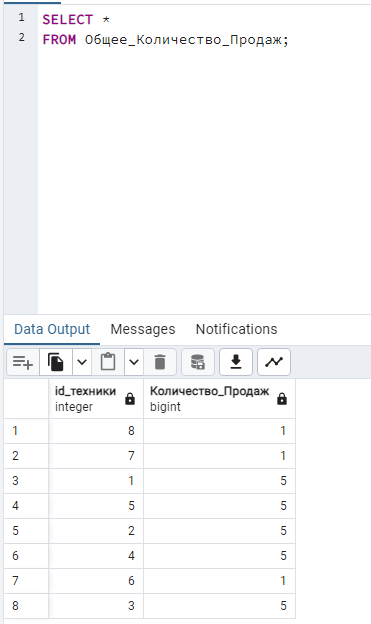 1 SELECT *
2 FROM Общее_Количество_Продаж;
Data Output Messages Notifications
id_техники Количество_Продаж
integer bigint
1 8 1
2 7 1
3 1 5
4 5 5
5 2 5
6 4 5
7 6 1
8 3 5